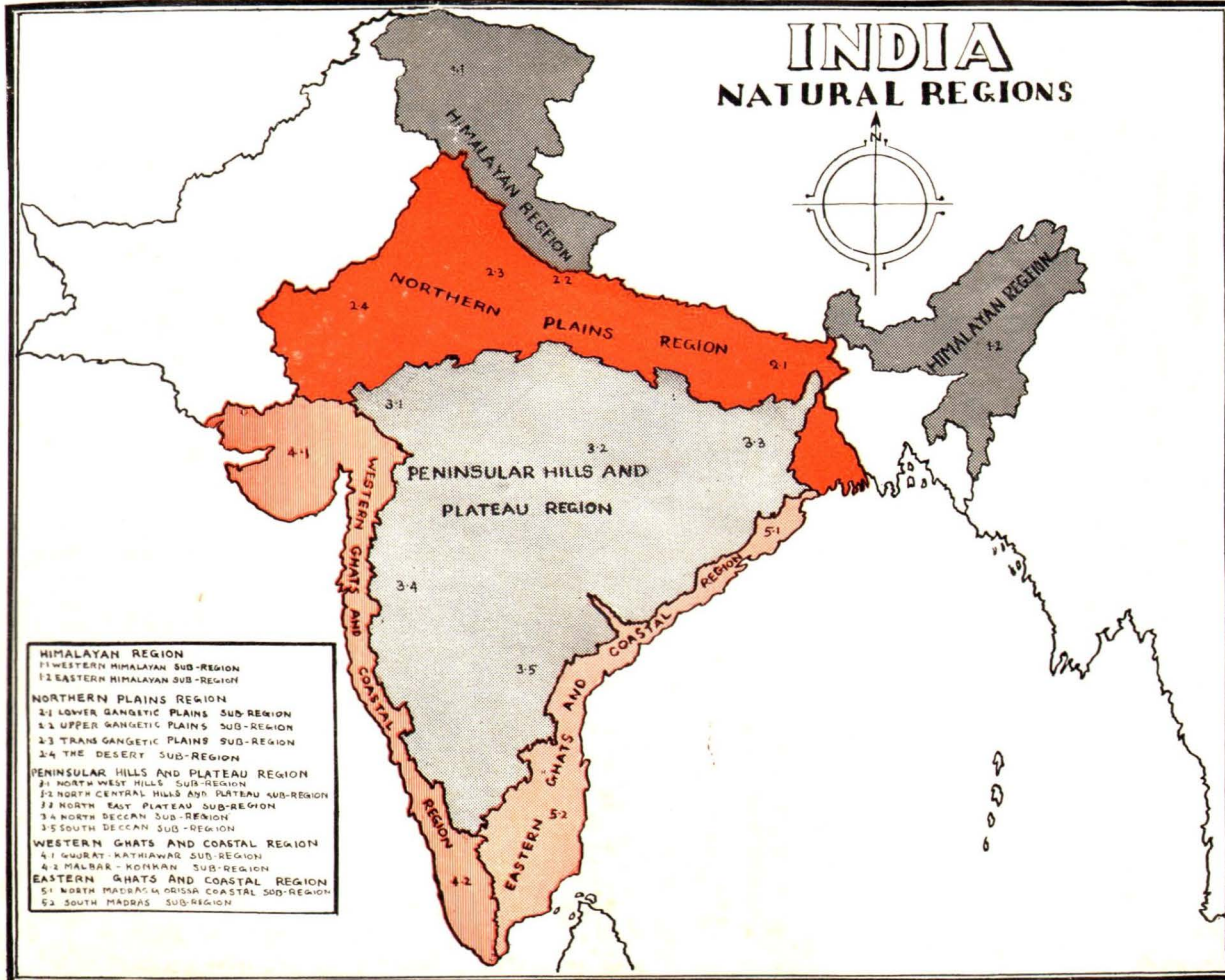 INDIA
NATURAL REGIONS
N
1·1
HIMALAYAN REGION
2·3
2·2
2·4
NORTHERN PLAINS REGION
2·1
HIMALAYAN REGION
1·2
3·1
3·2
3·3
4·1
PENINSULAR HILLS AND
PLATEAU REGION
WESTERN GHATS AND COASTAL REGION
5·1
3·4
3·5
EASTERN GHATS AND COASTAL REGION
5·2
4·2
HIMALAYAN REGION
1·1 WESTERN HIMALAYAN SUB-REGION
1·2 EASTERN HIMALAYAN SUB-REGION
NORTHERN PLAINS REGION
2·1 LOWER GANGETIC PLAINS SUB-REGION
2·2 UPPER GANGETIC PLAINS SUB-REGION
2·3 TRANS GANGETIC PLAINS SUB-REGION
2·4 THE DESERT SUB-REGION
PENINSULAR HILLS AND PLATEAU REGION
3·1 NORTH WEST HILLS SUB-REGION
3·2 NORTH CENTRAL HILLS AND PLATEAU SUB-REGION
3·3 NORTH EAST PLATEAU SUB-REGION
3·4 NORTH DECCAN SUB-REGION
3·5 SOUTH DECCAN SUB-REGION
WESTERN GHATS AND COASTAL REGION
4·1 GUJRAT-KATHIAWAR SUB-REGION
4·2 MALBAR-KONKAN SUB-REGION
EASTERN GHATS AND COASTAL REGION
5·1 NORTH MADRAS & ORISSA COASTAL SUB-REGION
5·2 SOUTH MADRAS SUB-REGION